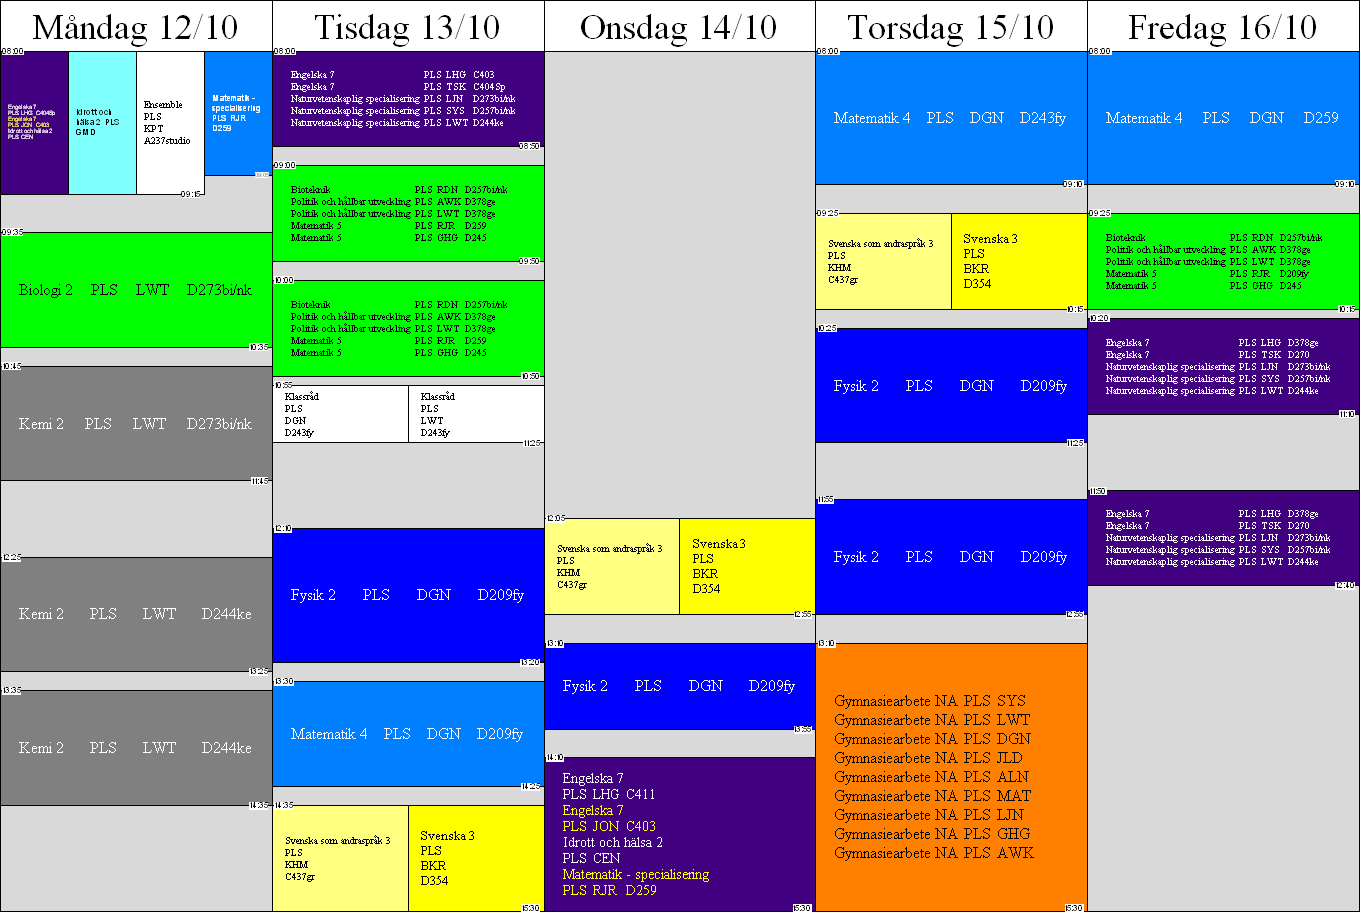 Måndag 12/10
08:00
Engelska 7
PLS LHG C404Sp
Engelska 7
PLS JON C403
Idrott och hälsa 2
PLS CEN
Idrott och
hälsa 2 PLS
GMD
Ensemble
PLS
KPT
A237studio
Matematik -
specialisering
PLS RJR
D259
09:15
09:35
Biologi 2 PLS LWT D273bi/nk
10:35
10:45
Kemi 2 PLS LWT D273bi/nk
11:45
12:25
Kemi 2 PLS LWT D244ke
13:25
13:35
Kemi 2 PLS LWT D244ke
14:35
Tisdag 13/10
08:00
Engelska 7 PLS LHG C403
Engelska 7 PLS TSK C404Sp
Naturvetenskaplig specialisering PLS LJN D273bi/nk
Naturvetenskaplig specialisering PLS SYS D257bi/nk
Naturvetenskaplig specialisering PLS LWT D244ke
08:50
09:00
Bioteknik PLS RDN D257bi/nk
Politik och hållbar utveckling PLS AWK D378ge
Politik och hållbar utveckling PLS LWT D378ge
Matematik 5 PLS RJR D259
Matematik 5 PLS GHG D245
09:50
10:00
Bioteknik PLS RDN D257bi/nk
Politik och hållbar utveckling PLS AWK D378ge
Politik och hållbar utveckling PLS LWT D378ge
Matematik 5 PLS RJR D259
Matematik 5 PLS GHG D245
10:50
10:55
Klassråd
PLS
DGN
D243fy
Klassråd
PLS
LWT
D243fy
11:25
12:10
Fysik 2 PLS DGN D209fy
13:20
13:30
Matematik 4 PLS DGN D209fy
14:25
14:35
Svenska som andraspråk 3
PLS
KHM
C437gr
Svenska 3
PLS
BKR
D354
15:30
Onsdag 14/10
12:05
Svenska som andraspråk 3
PLS
KHM
C437gr
Svenska 3
PLS
BKR
D354
12:55
13:10
Fysik 2 PLS DGN D209fy
13:55
14:10
Engelska 7
PLS LHG C411
Engelska 7
PLS JON C403
Idrott och hälsa 2
PLS CEN
Matematik - specialisering
PLS RJR D259
15:30
Torsdag 15/10
08:00
Matematik 4 PLS DGN D243fy
09:10
09:25
Svenska som andraspråk 3
PLS
KHM
C437gr
Svenska 3
PLS
BKR
D354
10:15
10:25
Fysik 2 PLS DGN D209fy
11:25
11:55
Fysik 2 PLS DGN D209fy
12:55
13:10
Gymnasiearbete NA PLS SYS
Gymnasiearbete NA PLS LWT
Gymnasiearbete NA PLS DGN
Gymnasiearbete NA PLS JLD
Gymnasiearbete NA PLS ALN
Gymnasiearbete NA PLS MAT
Gymnasiearbete NA PLS LJN
Gymnasiearbete NA PLS GHG
Gymnasiearbete NA PLS AWK
15:30
Fredag 16/10
08:00
Matematik 4 PLS DGN D259
09:10
09:25
Bioteknik PLS RDN D257bi/nk
Politik och hållbar utveckling PLS AWK D378ge
Politik och hållbar utveckling PLS LWT D378ge
Matematik 5 PLS RJR D209fy
Matematik 5 PLS GHG D245
10:15
10:20
Engelska 7 PLS LHG D378ge
Engelska 7 PLS TSK D270
Naturvetenskaplig specialisering PLS LJN D273bi/nk
Naturvetenskaplig specialisering PLS SYS D257bi/nk
Naturvetenskaplig specialisering PLS LWT D244ke
11:10
11:50
Engelska 7 PLS LHG D378ge
Engelska 7 PLS TSK D270
Naturvetenskaplig specialisering PLS LJN D273bi/nk
Naturvetenskaplig specialisering PLS SYS D257bi/nk
Naturvetenskaplig specialisering PLS LWT D244ke
12:40